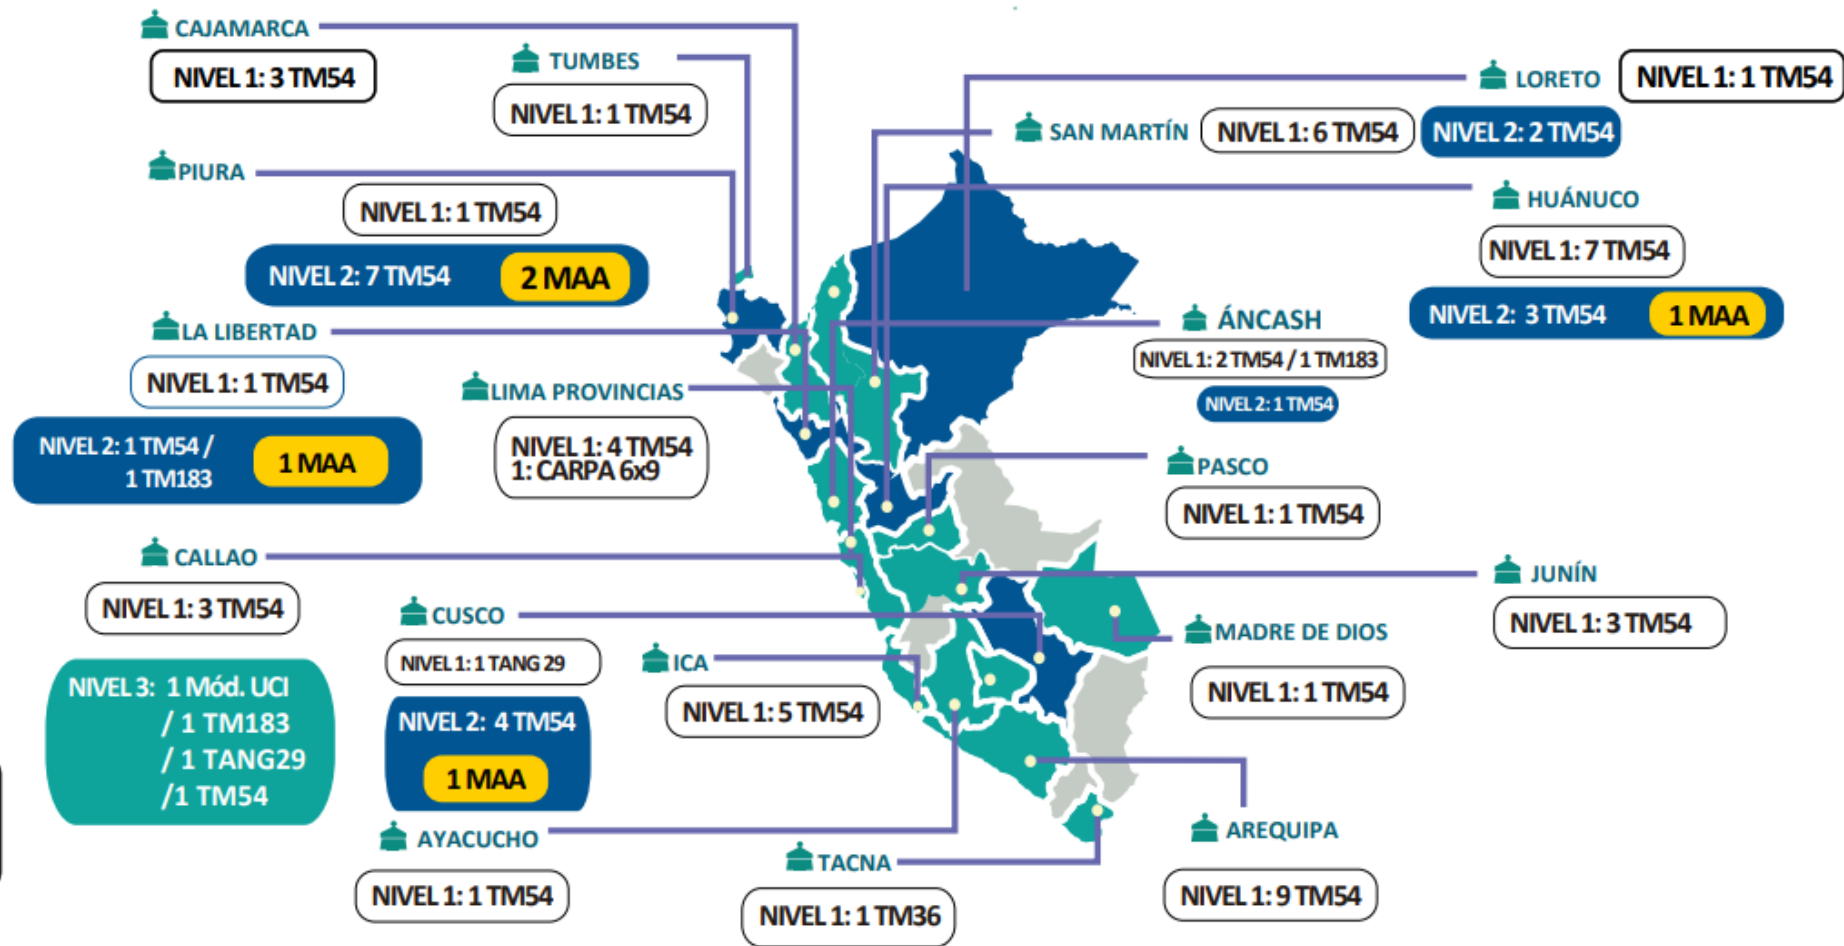 CAJAMARCA
NIVEL 1: 3 TM54
TUMBES
NIVEL 1: 1 TM54
LORETO
NIVEL 1: 1 TM54
SAN MARTÍN
NIVEL 1: 6 TM54
NIVEL 2: 2 TM54
PIURA
NIVEL 1: 1 TM54
NIVEL 2: 7 TM54
2 MAA
HUÁNUCO
NIVEL 1: 7 TM54
NIVEL 2: 3 TM54
1 MAA
LA LIBERTAD
NIVEL 1: 1 TM54
NIVEL 2: 1 TM54 /
1 TM183
1 MAA
LIMA PROVINCIAS
NIVEL 1: 4 TM54
1: CARPA 6x9
ÁNCASH
NIVEL 1: 2 TM54 / 1 TM183
NIVEL 2: 1 TM54
PASCO
NIVEL 1: 1 TM54
CALLAO
NIVEL 1: 3 TM54
NIVEL 3: 1 Mód. UCI
/ 1 TM183
/ 1 TANG29
/1 TM54
CUSCO
NIVEL 1: 1 TANG 29
NIVEL 2: 4 TM54
1 MAA
ICA
NIVEL 1: 5 TM54
JUNÍN
NIVEL 1: 3 TM54
MADRE DE DIOS
NIVEL 1: 1 TM54
AYACUCHO
NIVEL 1: 1 TM54
TACNA
NIVEL 1: 1 TM36
AREQUIPA
NIVEL 1: 9 TM54